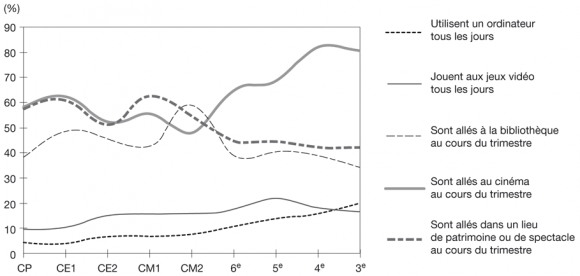 (%)
90
80
70
60
50
40
30
20
10
0
CP
CE1
CE2
CM1
CM2
6e
5e
4e
3e
Utilisent un ordinateur
tous les jours
Jouent aux jeux vidéo
tous les jours
Sont allés à la bibliothèque
au cours du trimestre
Sont allés au cinéma
au cours du trimestre
Sont allés dans un lieu
de patrimoine ou de spectacle
au cours du trimestre